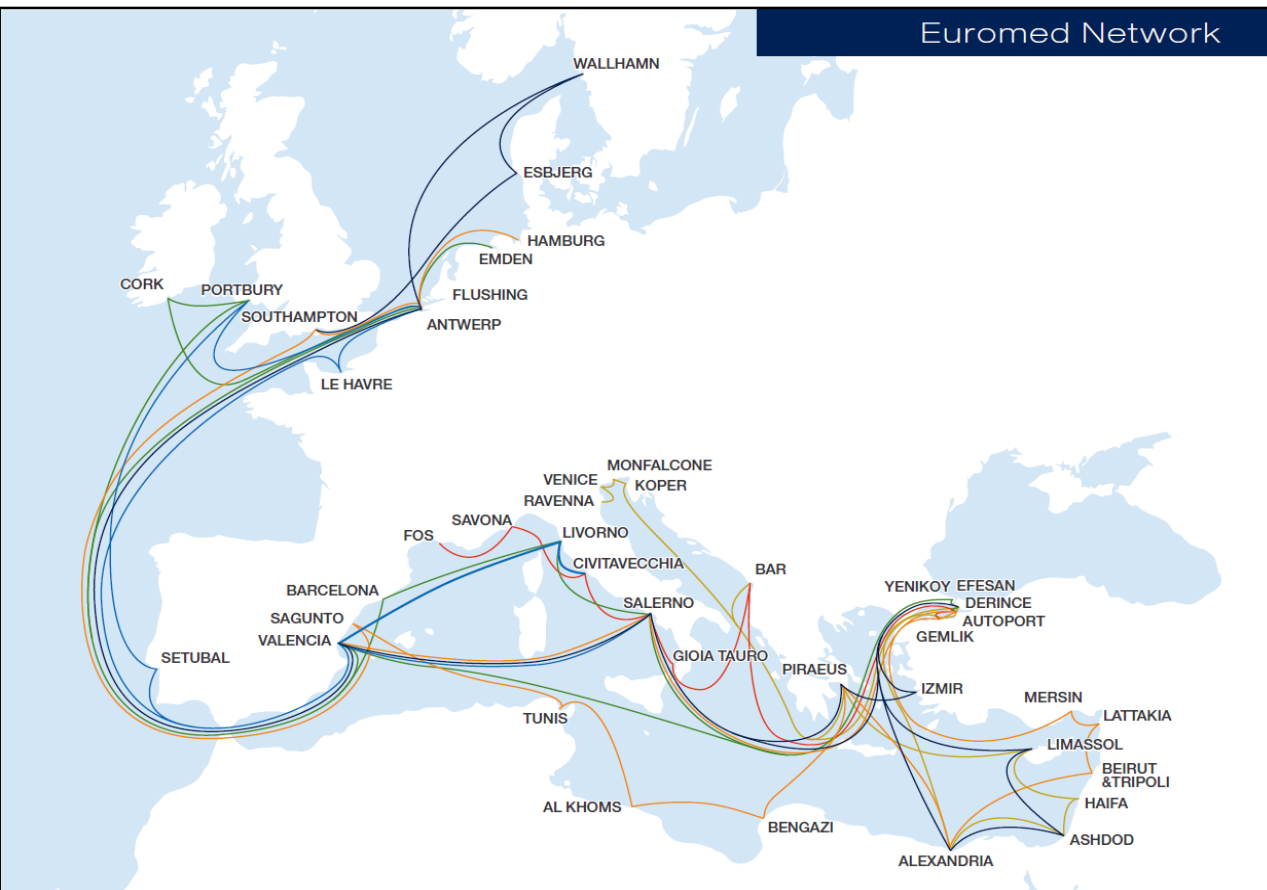 Euromed Network
WALLHAMN
ESBJERG
HAMBURG
EMDEN
CORK
PORTBURY
FLUSHING
SOUTHAMPTON
ANTWERP
LE HAVRE
MONFALCONE
VENICE
KOPER
RAVENNA
SAVONA
FOS
LIVORNO
CIVITAVECCHIA
BAR
BARCELONA
YENIKOY
EFESAN
SALERNO
DERINCE
SAGUNTO
AUTOPORT
VALENCIA
GEMLIK
SETUBAL
GIOIA TAURO
PIRAEUS
IZMIR
MERSIN
TUNIS
LATTAKIA
LIMASSOL
BEIRUT
&TRIPOLI
HAIFA
AL KHOMS
BENGAZI
ASHDOD
ALEXANDRIA